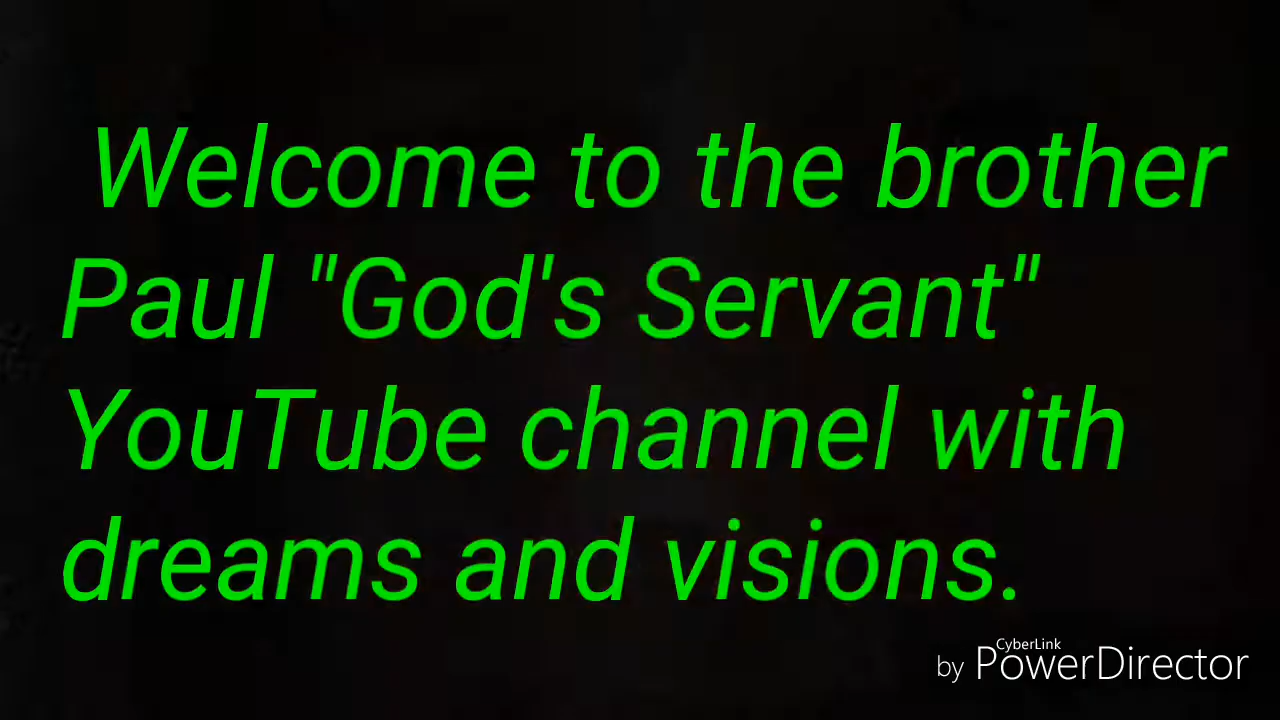 Welcome to the brother
Paul "God's Servant"
YouTube channel with
dreams and visions.
CyberLink
by PowerDirector